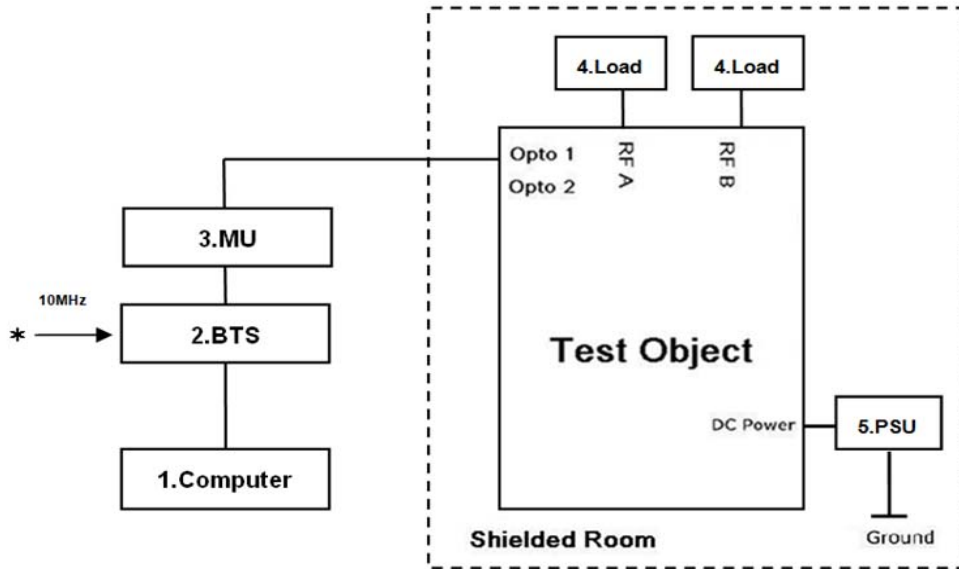 4.Load
4.Load
Opto 1
RF A
RF B
Opto 2
3.MU
10MHz
*
2.BTS
Test Object
DC Power
5.PSU
1.Computer
Shielded Room
Ground